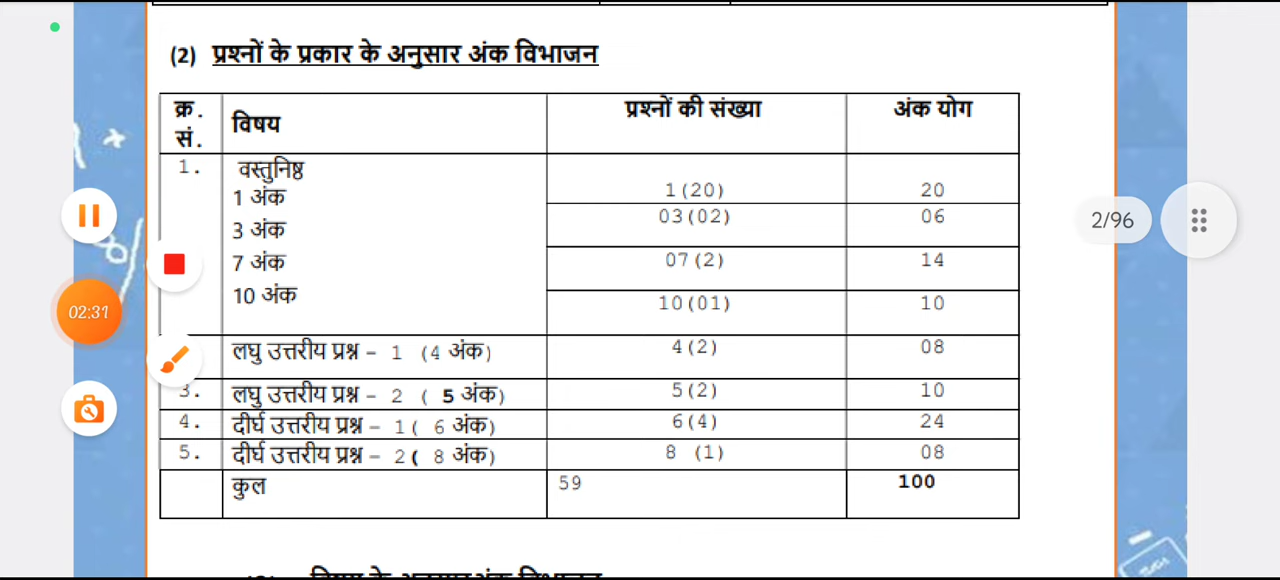 (2) प्रश्नों के प्रकार के अनुसार अंक विभाजन
क्र. सं. विषय प्रश्नों की संख्या अंक योग
1. वस्तुनिष्ठ
1 अंक 1(20) 20
3 अंक 03(02) 06
7 अंक 07(2) 14
10 अंक 10(01) 10
लघु उत्तरीय प्रश्न – 1 (4 अंक) 4(2) 08
3. लघु उत्तरीय प्रश्न – 2 ( 5 अंक) 5(2) 10
4. दीर्घ उत्तरीय प्रश्न – 1( 6 अंक) 6(4) 24
5. दीर्घ उत्तरीय प्रश्न – 2( 8 अंक) 8 (1) 08
कुल 59 100
2/96
02:31